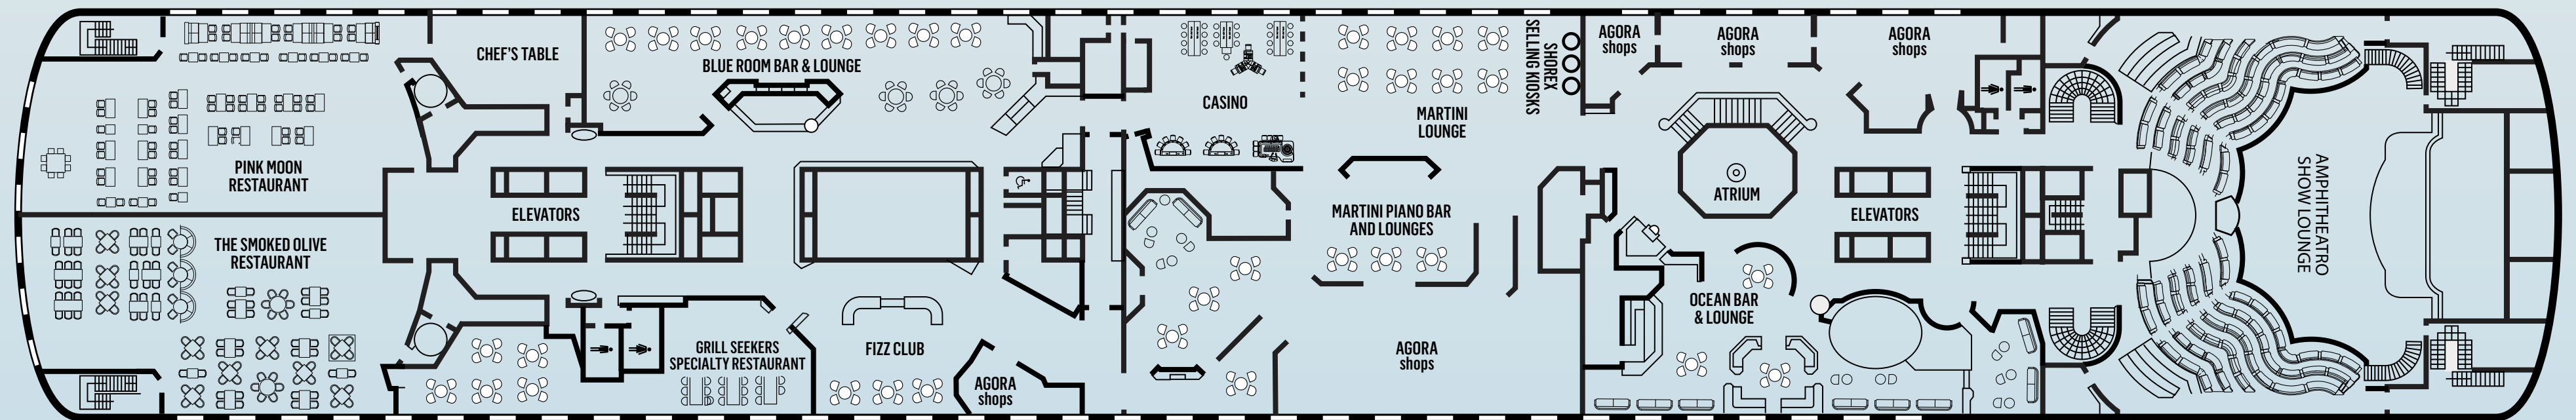 CHEF'S TABLE
BLUE ROOM BAR & LOUNGE
CASINO
MARTINI
LOUNGE
SHOREX
SELLING KIOSKS
AGORA
shops
AGORA
shops
AGORA
shops
PINK MOON
RESTAURANT
ELEVATORS
MARTINI PIANO BAR
AND LOUNGES
ATRIUM
ELEVATORS
AMPHITHEATRO
SHOW LOUNGE
THE SMOKED OLIVE
RESTAURANT
GRILL SEEKERS
SPECIALTY RESTAURANT
FIZZ CLUB
AGORA
shops
AGORA
shops
OCEAN BAR
& LOUNGE